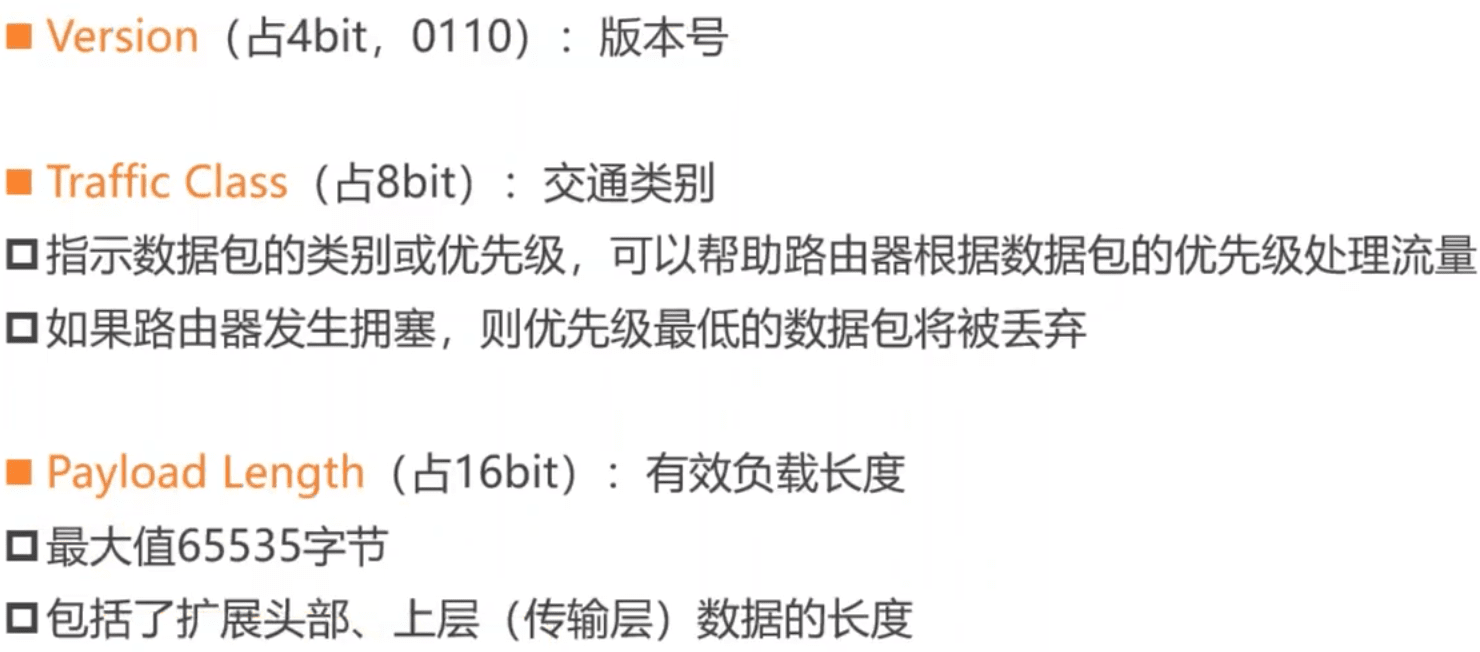 ■ Version（占4bit，0110）：版本号
■ Traffic Class（占8bit）：交通类别
口指示数据包的类别或优先级，可以帮助路由器根据数据包的优先级处理流量
口如果路由器发生拥塞，则优先级最低的数据包将被丢弃
■ Payload Length（占16bit）：有效负载长度
口最大值65535字节
口包括了扩展头部、上层（传输层）数据的长度